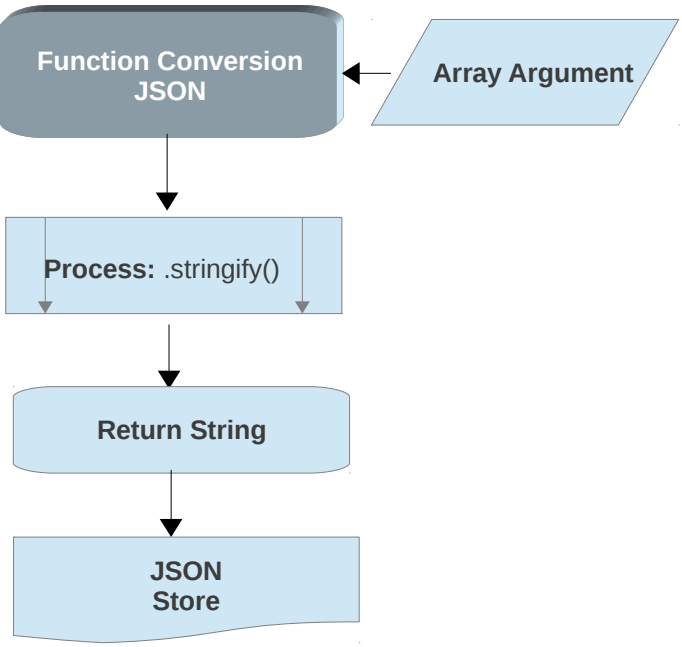 Function Conversion
JSON
Array Argument
Process: .stringify()
Return String
JSON
Store